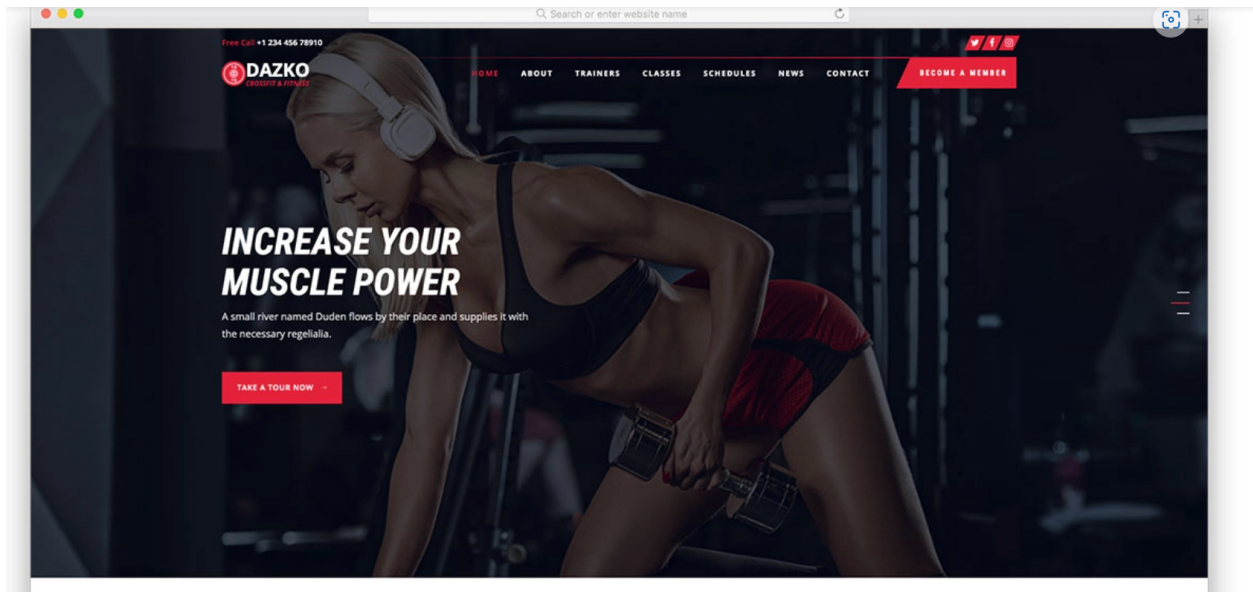 Search or enter website name
Free Call +1 234 456 78910
DAZKO
CROSSFIT & FITNESS
HOME ABOUT TRAINERS CLASSES SCHEDULES NEWS CONTACT BECOME A MEMBER
INCREASE YOUR
MUSCLE POWER
A small river named Duden flows by their place and supplies it with
the necessary regelialia.
TAKE A TOUR NOW →